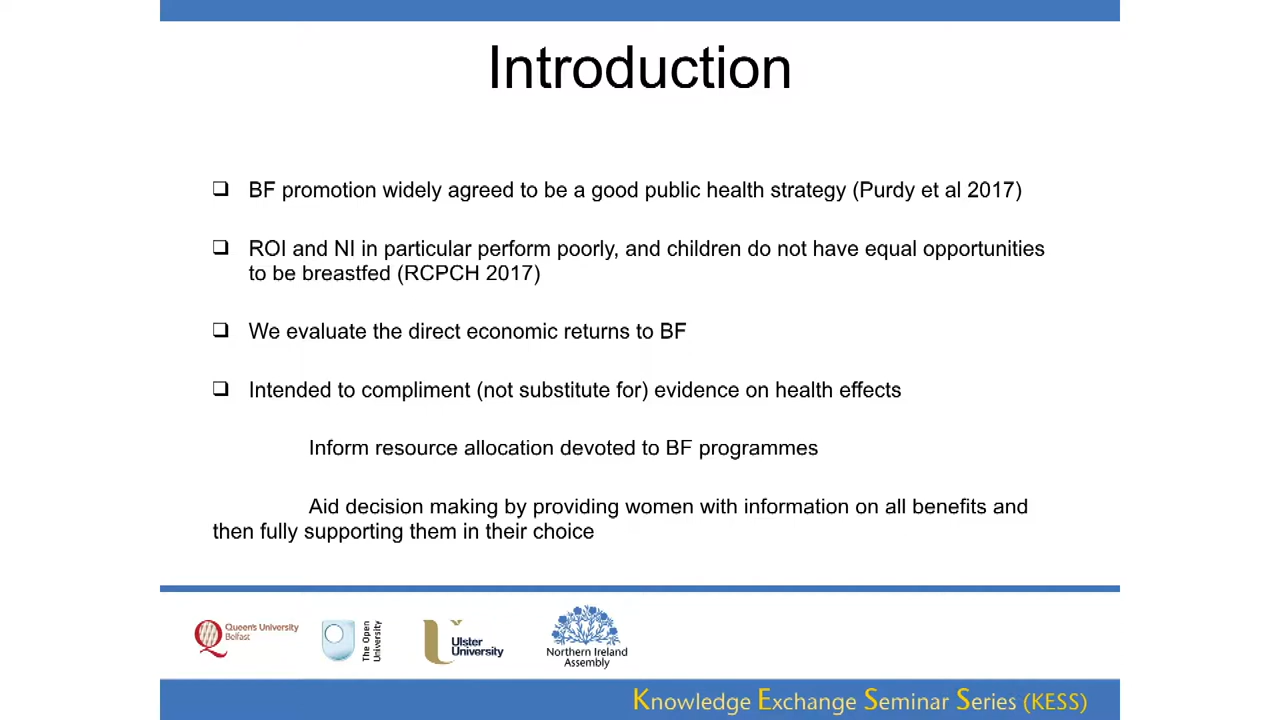 Introduction
❑ BF promotion widely agreed to be a good public health strategy (Purdy et al 2017)
❑ ROI and NI in particular perform poorly, and children do not have equal opportunities
to be breastfed (RCPCH 2017)
❑ We evaluate the direct economic returns to BF
❑ Intended to compliment (not substitute for) evidence on health effects
Inform resource allocation devoted to BF programmes
Aid decision making by providing women with information on all benefits and
then fully supporting them in their choice
Queen's University
Belfast
The Open
University
Ulster
University
Northern Ireland
Assembly
Knowledge Exchange Seminar Series (KESS)